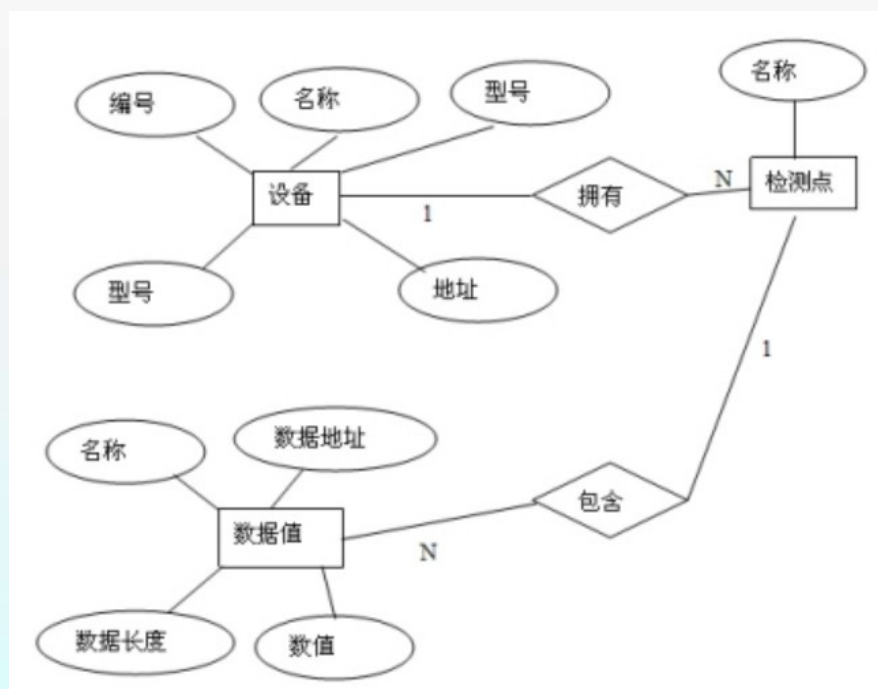 名称
编号
名称
型号
设备
拥有
N
检测点
1
型号
地址
1
名称
数据地址
包含
数据值
N
数据长度
数值